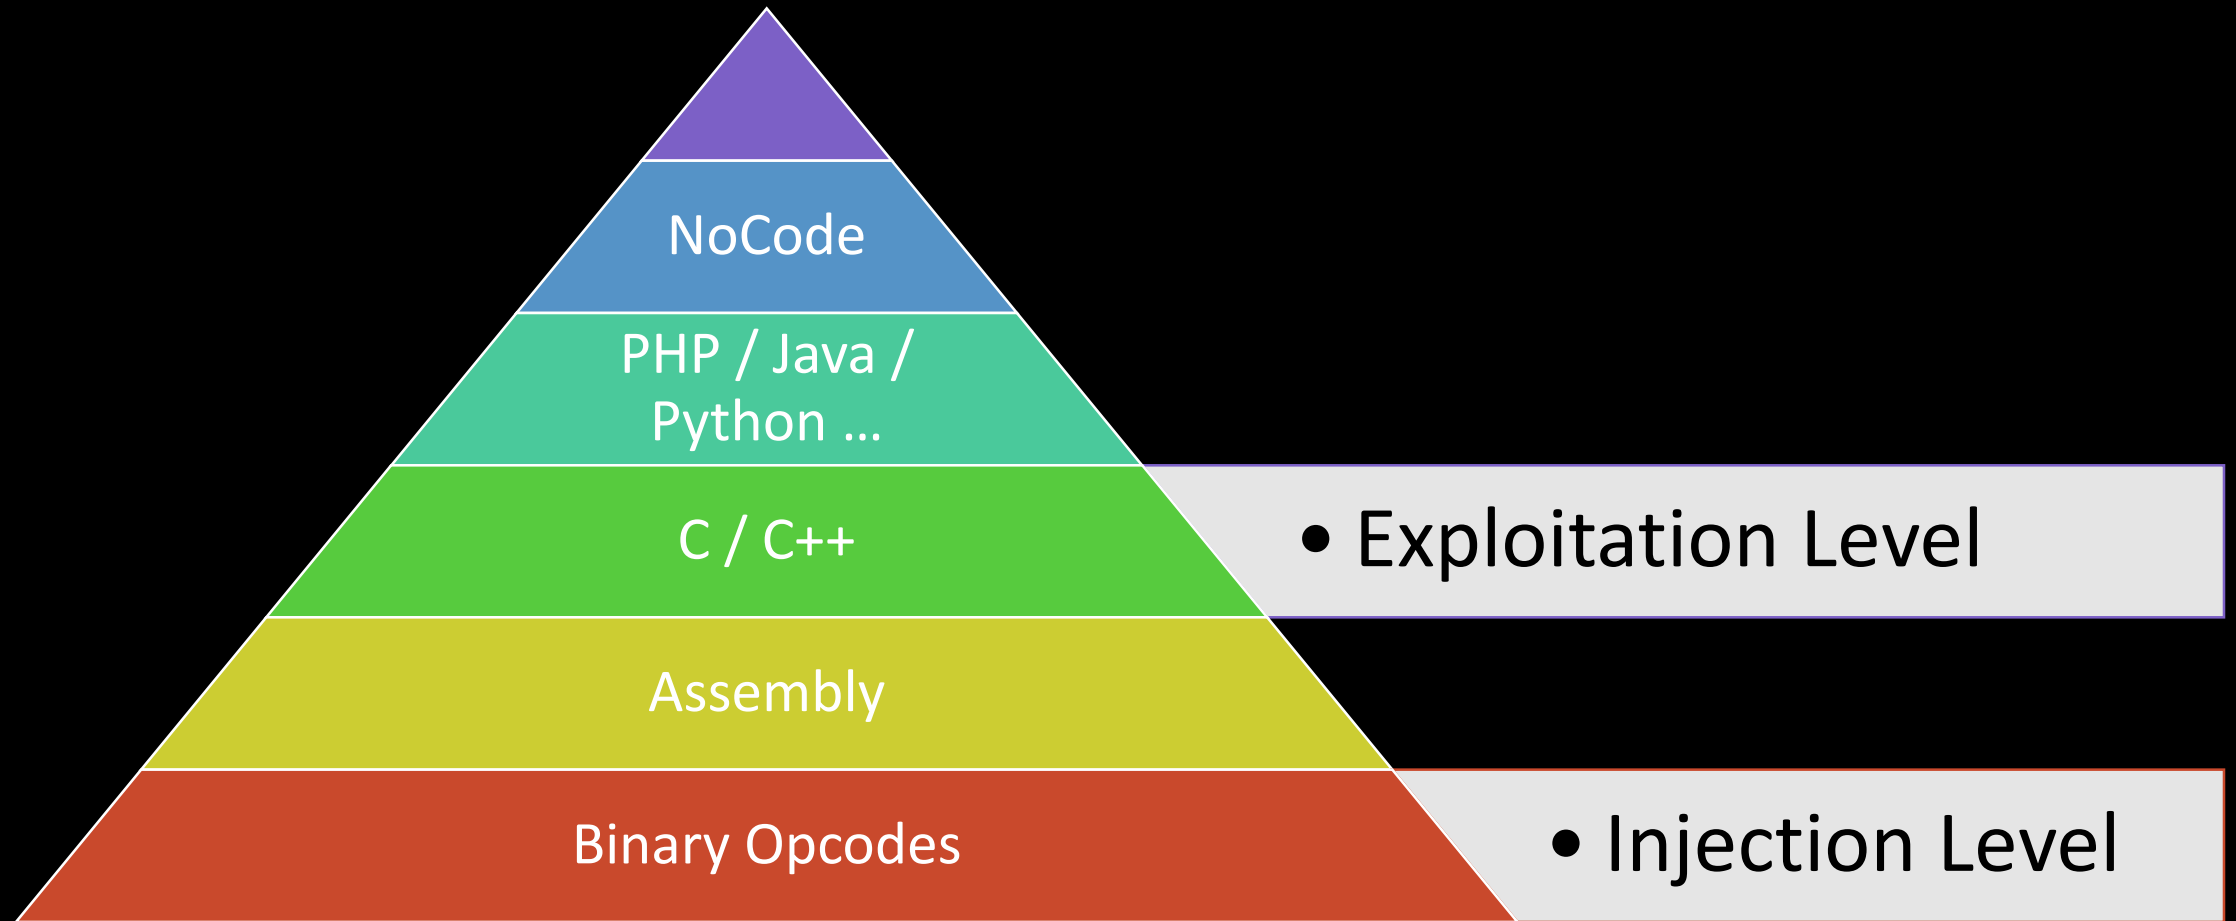 NoCode
PHP / Java /
Python ...
C / C++
• Exploitation Level
Assembly
Binary Opcodes
• Injection Level